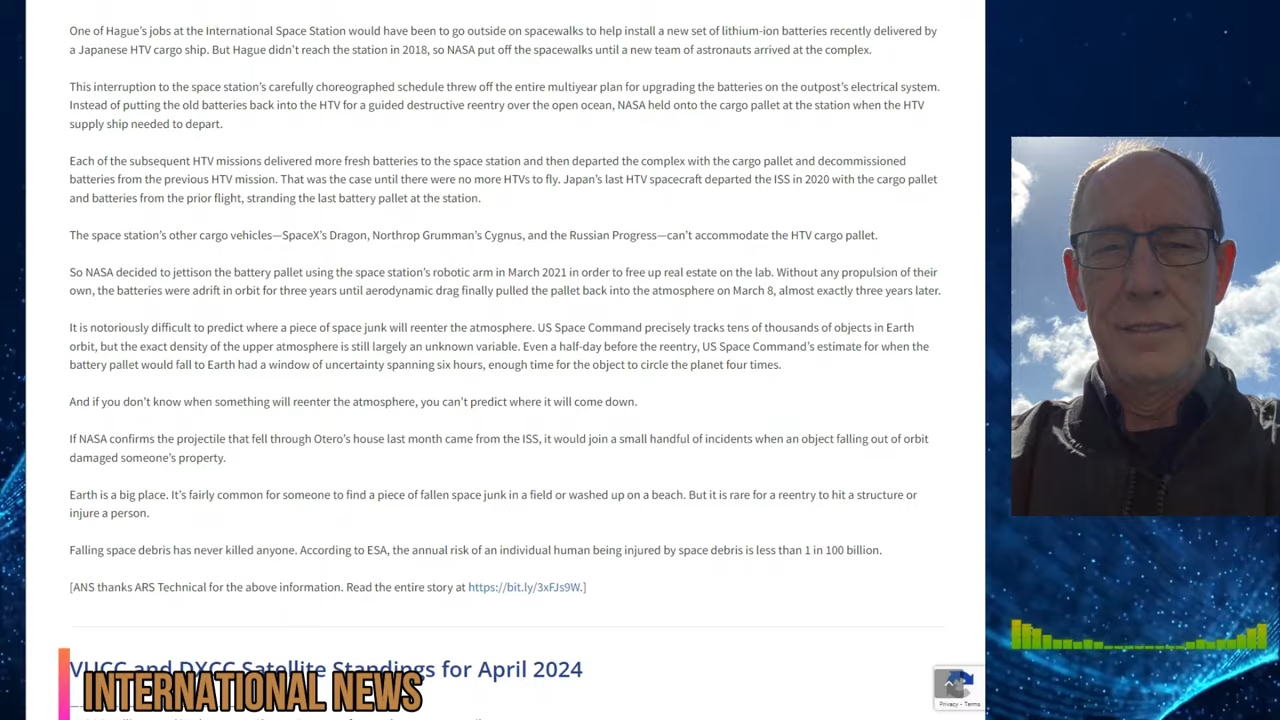 One of Hague's jobs at the International Space Station would have been to go outside on spacewalks to help install a new set of lithium-ion batteries recently delivered by
a Japanese HTV cargo ship. But Hague didn't reach the station in 2018, so NASA put off the spacewalks until a new team of astronauts arrived at the complex.
This interruption to the space station's carefully choreographed schedule threw off the entire multiyear plan for upgrading the batteries on the outpost's electrical system.
Instead of putting the old batteries back into the HTV for a guided destructive reentry over the open ocean, NASA held onto the cargo pallet at the station when the HTV
supply ship needed to depart.
Each of the subsequent HTV missions delivered more fresh batteries to the space station and then departed the complex with the cargo pallet and decommissioned
batteries from the previous HTV mission. That was the case until there were no more HTVs to fly. Japan's last HTV spacecraft departed the ISS in 2020 with the cargo pallet
and batteries from the prior flight, stranding the last battery pallet at the station.
The space station's other cargo vehicles—SpaceX's Dragon, Northrop Grumman's Cygnus, and the Russian Progress—can't accommodate the HTV cargo pallet.
So NASA decided to jettison the battery pallet using the space station's robotic arm in March 2021 in order to free up real estate on the lab. Without any propulsion of their
own, the batteries were adrift in orbit for three years until aerodynamic drag finally pulled the pallet back into the atmosphere on March 8, almost exactly three years later.
It is notoriously difficult to predict where a piece of space junk will reenter the atmosphere. US Space Command precisely tracks tens of thousands of objects in Earth
orbit, but the exact density of the upper atmosphere is still largely an unknown variable. Even a half-day before the reentry, US Space Command's estimate for when the
battery pallet would fall to Earth had a window of uncertainty spanning six hours, enough time for the object to circle the planet four times.
And if you don't know when something will reenter the atmosphere, you can't predict where it will come down.
If NASA confirms the projectile that fell through Otero's house last month came from the ISS, it would join a small handful of incidents when an object falling out of orbit
damaged someone's property.
Earth is a big place. It's fairly common for someone to find a piece of fallen space junk in a field or washed up on a beach. But it is rare for a reentry to hit a structure or
injure a person.
Falling space debris has never killed anyone. According to ESA, the annual risk of an individual human being injured by space debris is less than 1 in 100 billion.
[ANS thanks ARS Technical for the above information. Read the entire story at https://bit.ly/3xFJs9W.]
VUCC and DXCC Satellite Standings for April 2024
INTERNATIONAL NEWS
Privacy - Terms